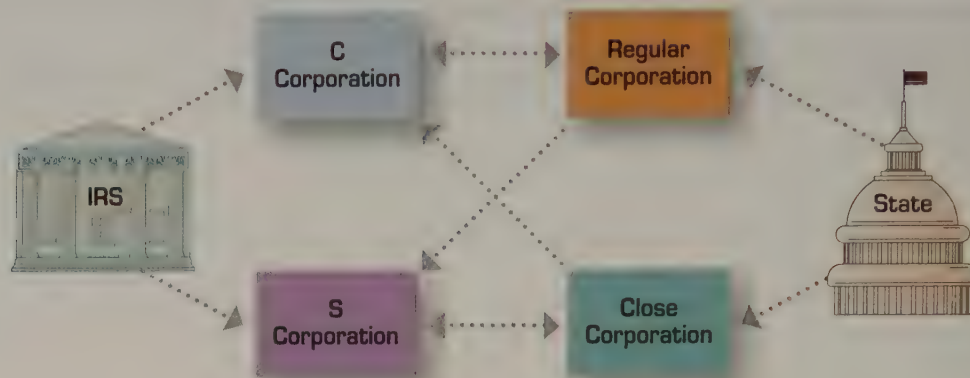 C
Corporation
Regular
Corporation
IRS
State
S
Corporation
Close
Corporation